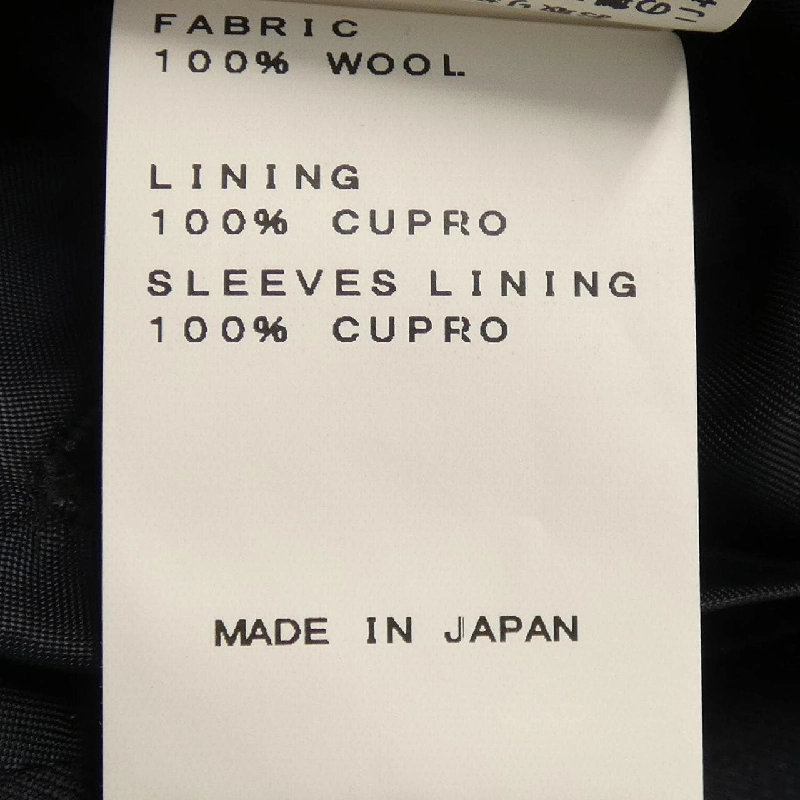 FABRIC
100% WOOL
LINING
100% CUPRO
SLEEVES LINING
100% CUPRO
MADE IN JAPAN